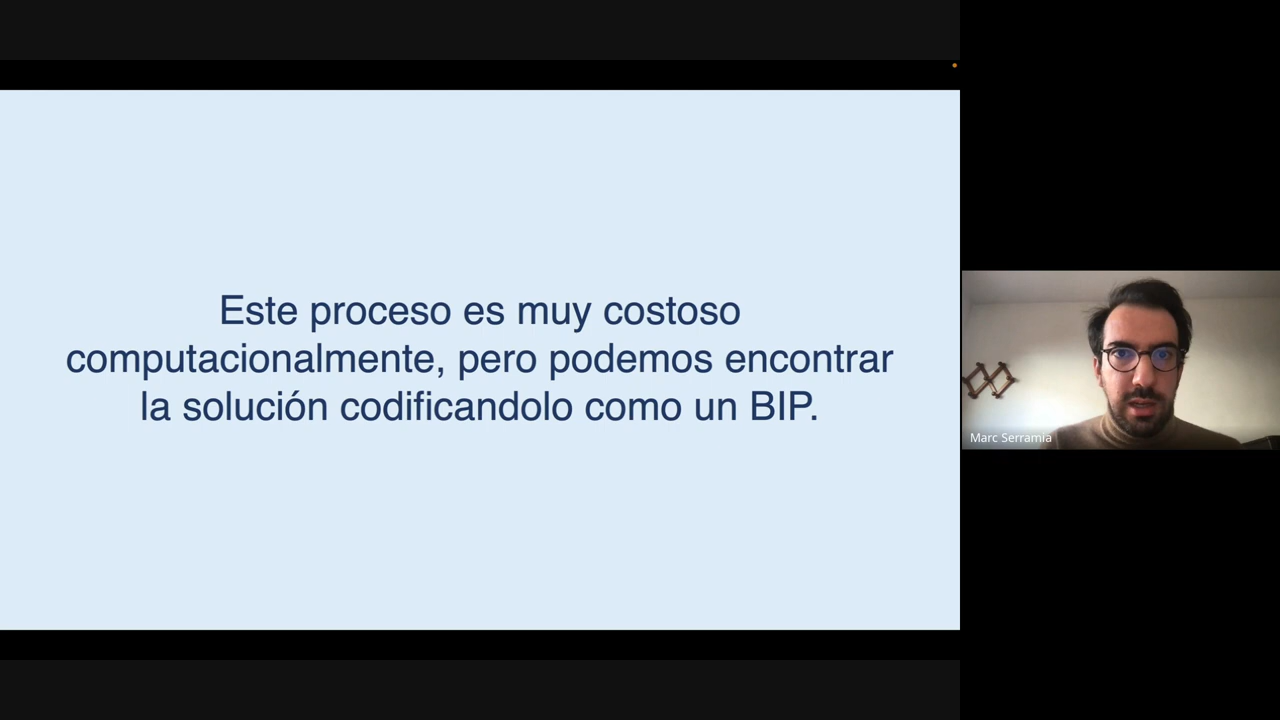 Este proceso es muy costoso
computacionalmente, pero podemos encontrar
la solución codificandolo como un BIP.
Marc Serramia